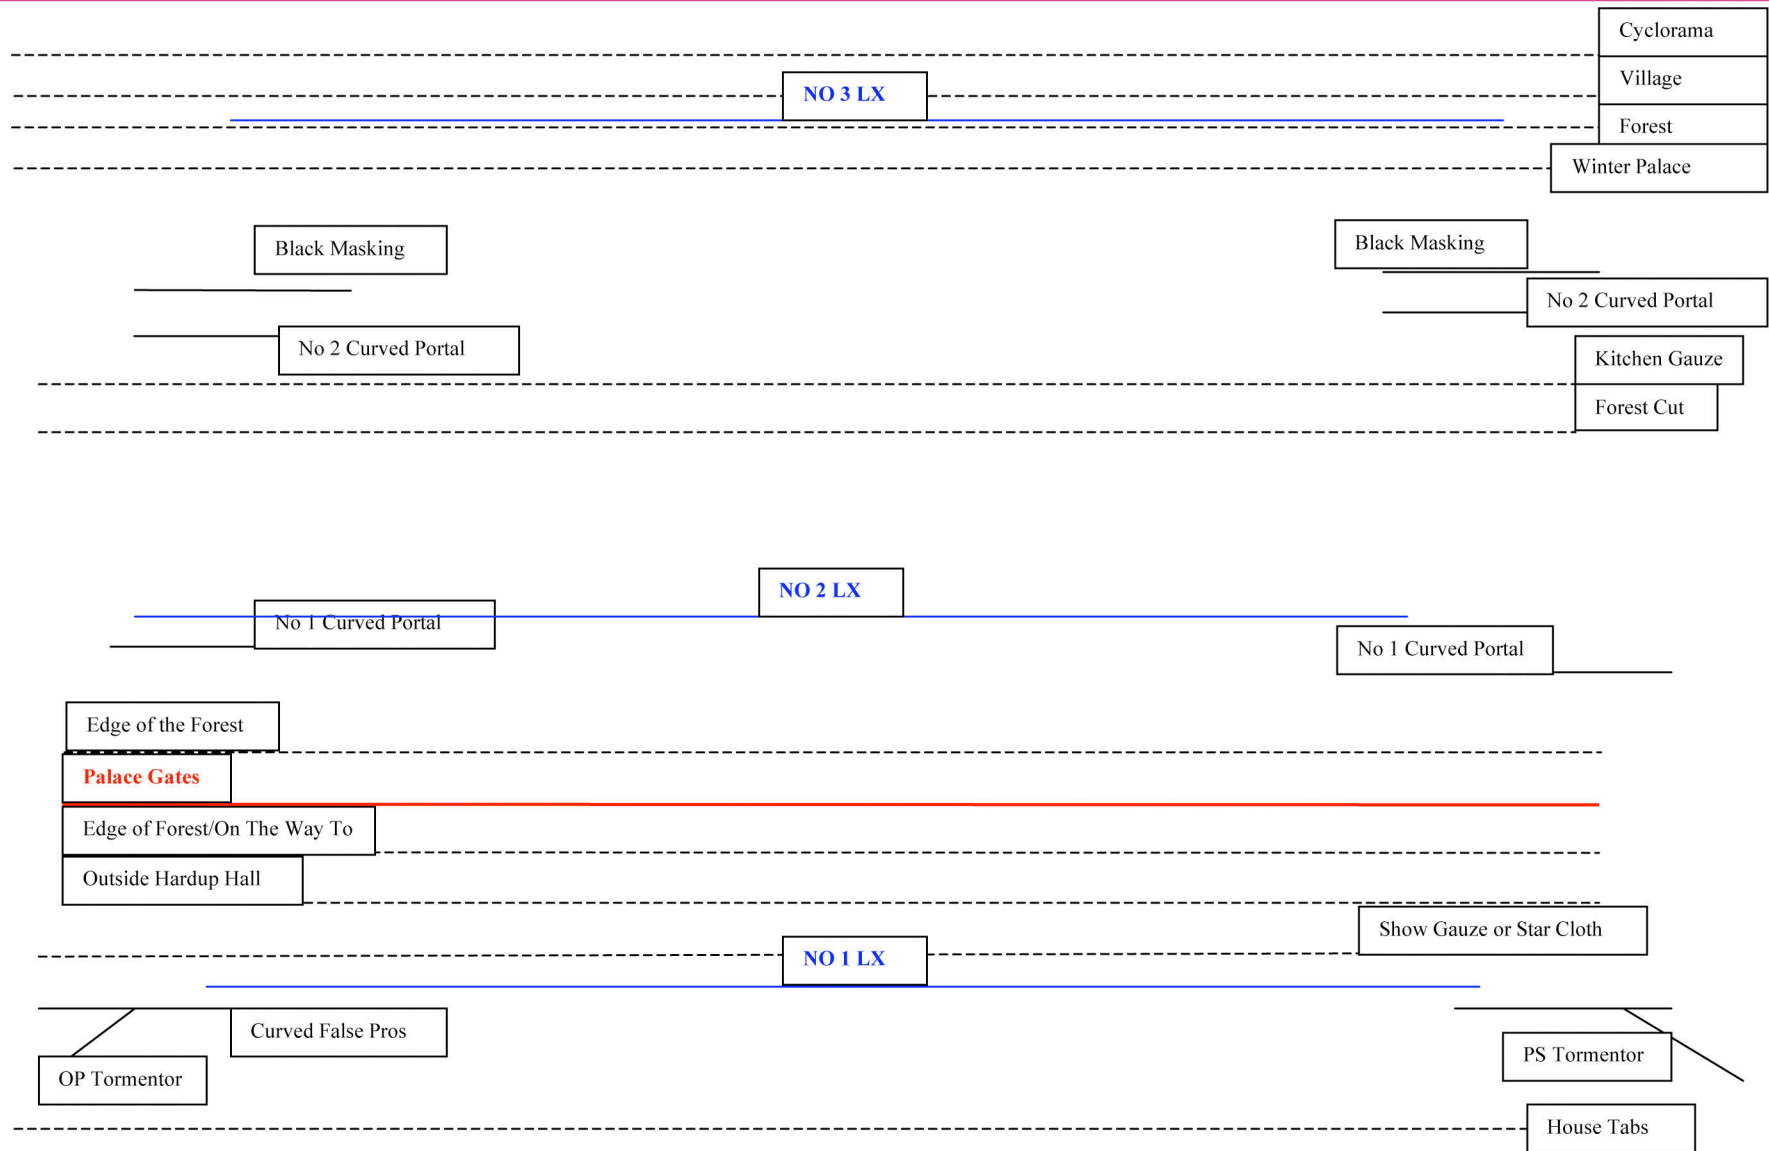 Cyclorama
Village
NO 3 LX
Forest
Winter Palace
Black Masking
Black Masking
No 2 Curved Portal
No 2 Curved Portal
Kitchen Gauze
Forest Cut
NO 2 LX
No 1 Curved Portal
No 1 Curved Portal
Edge of the Forest
Palace Gates
Edge of Forest/On The Way To
Outside Hardup Hall
Show Gauze or Star Cloth
NO 1 LX
Curved False Pros
PS Tormentor
OP Tormentor
House Tabs